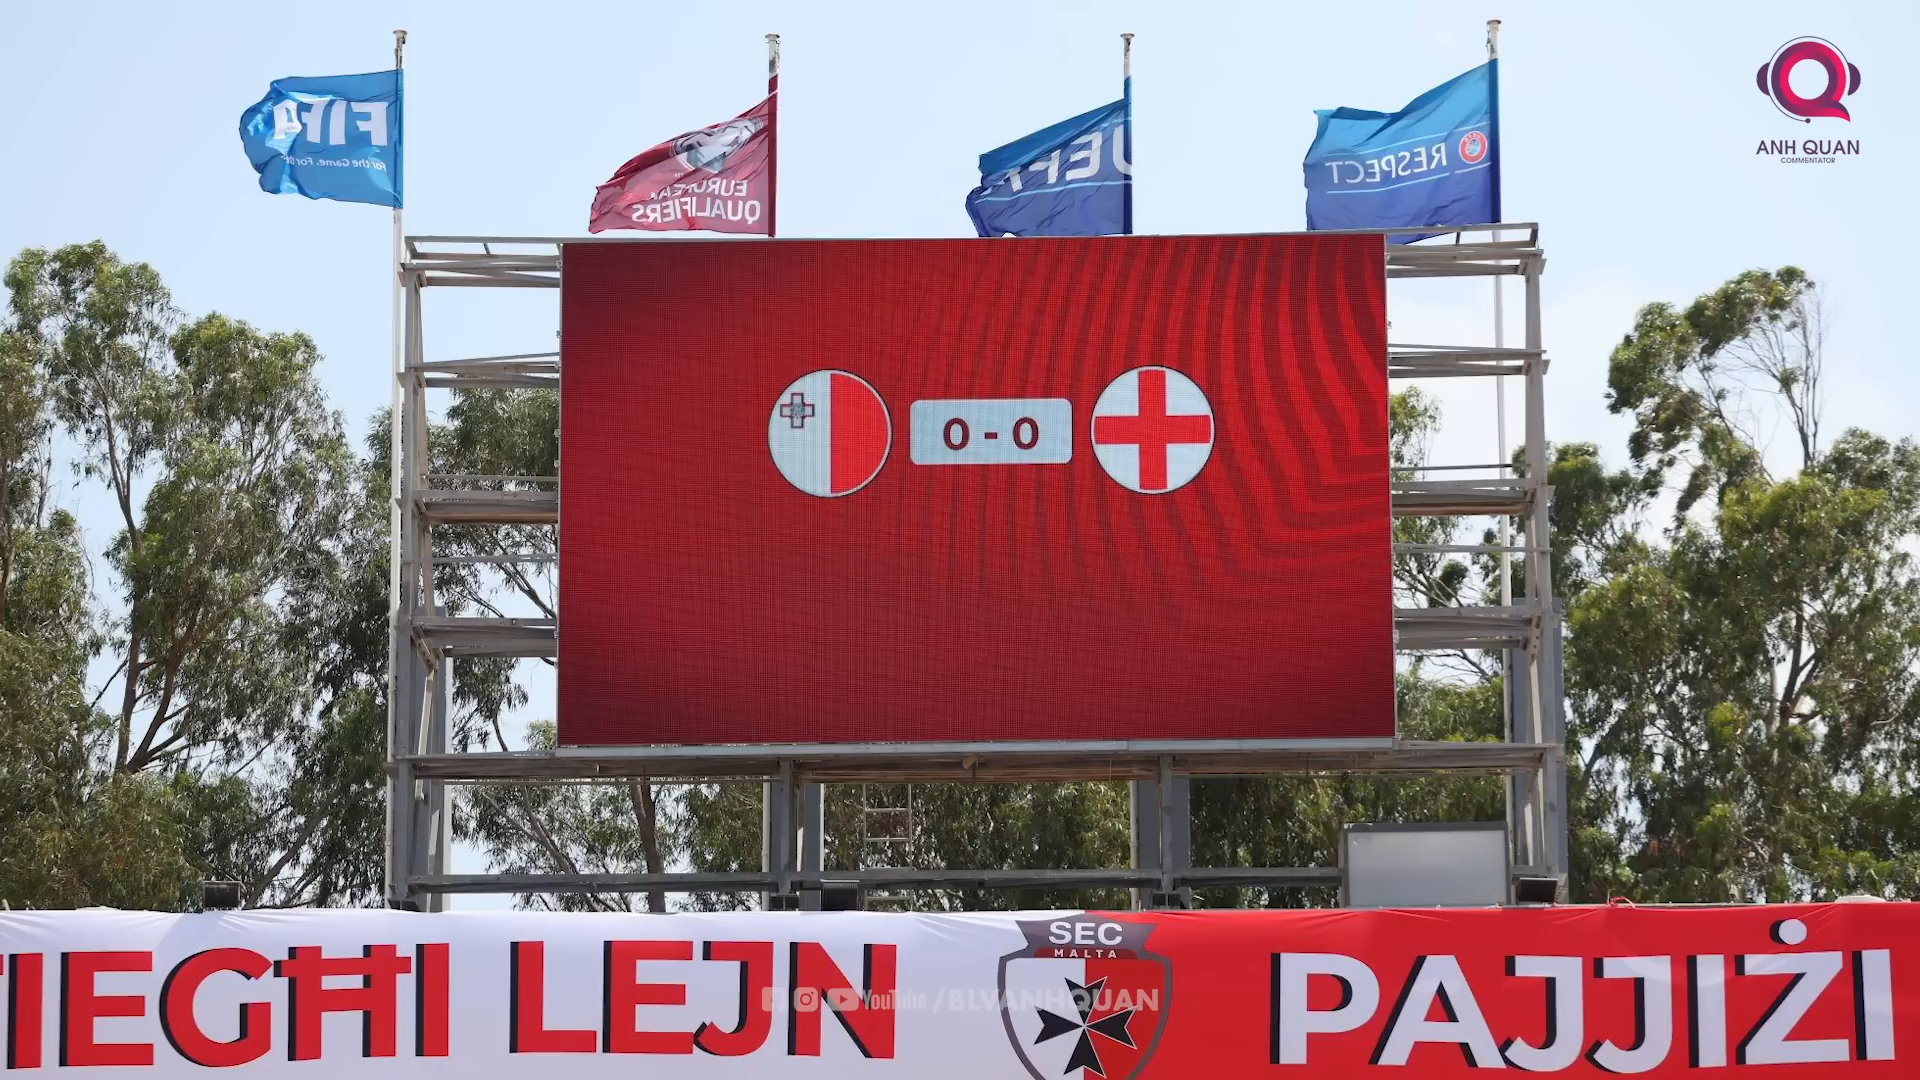 FIFA
For the Game. For the
EUROPEAN
QUALIFIERS
UEFA
RESPECT
ANH QUAN
COMMENTATOR
0 - 0
TIEGĦI LEJN
SEC
MALTA
PAJJIŻI
YouTube /BLVANHQUAN